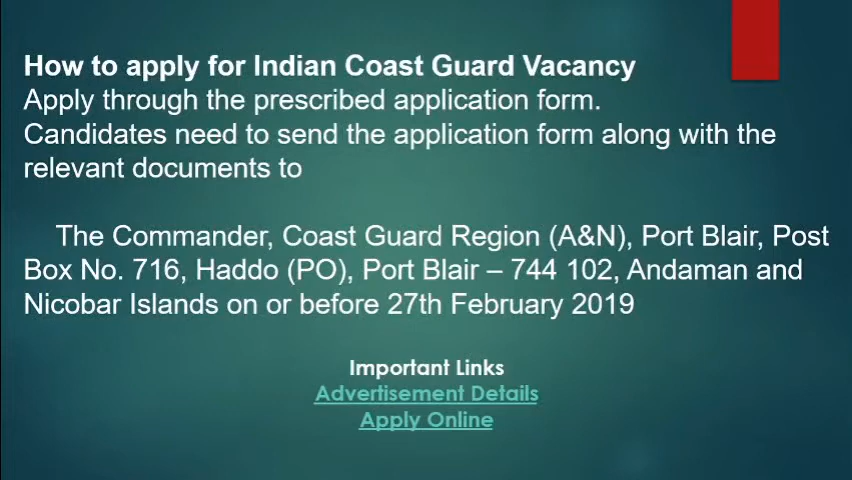 How to apply for Indian Coast Guard Vacancy
Apply through the prescribed application form.
Candidates need to send the application form along with the
relevant documents to
The Commander, Coast Guard Region (A&N), Port Blair, Post
Box No. 716, Haddo (PO), Port Blair – 744 102, Andaman and
Nicobar Islands on or before 27th February 2019
Important Links
Advertisement Details
Apply Online